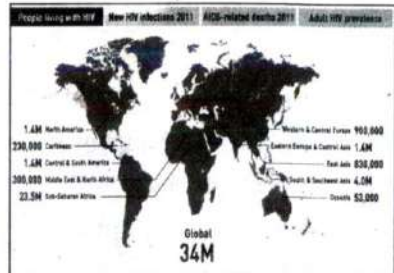 People living with HIV
New HIV infections 2011
AIDS-related deaths 2011
Adult HIV prevalence
1.4M North America
230,000 Caribbean
1.4M Central & South America
300,000 Middle East & North Africa
23.5M Sub-Saharan Africa
Western & Central Europe 900,000
Eastern Europe & Central Asia 1.4M
East Asia 830,000
South & Southeast Asia 4.0M
Oceania 53,000
Global
34M